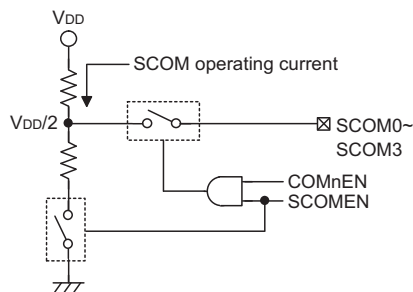 VDD
SCOM operating current
VDD/2
SCOM0~
SCOM3
COMnEN
SCOMEN